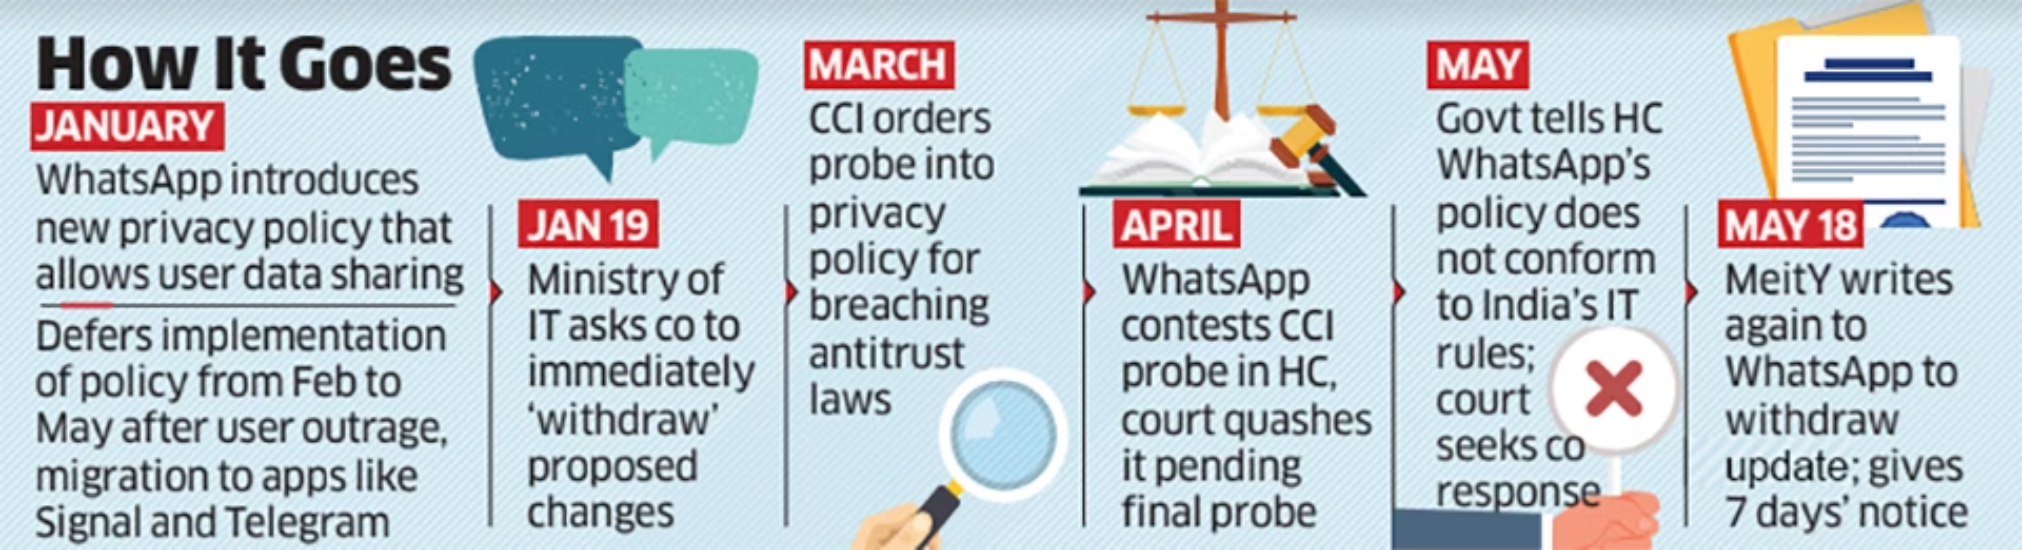 How It Goes
JANUARY
WhatsApp introduces
new privacy policy that
allows user data sharing
Defers implementation
of policy from Feb to
May after user outrage,
migration to apps like
Signal and Telegram
JAN 19
Ministry of
IT asks co to
immediately
‘withdraw’
proposed
changes
MARCH
CCI orders
probe into
privacy
policy for
breaching
antitrust
laws
APRIL
WhatsApp
contests CCI
probe in HC,
court quashes
it pending
final probe
MAY
Govt tells HC
WhatsApp’s
policy does
not conform
to India’s IT
rules;
court
seeks co
response
MAY 18
MeitY writes
again to
WhatsApp to
withdraw
update; gives
7 days’ notice